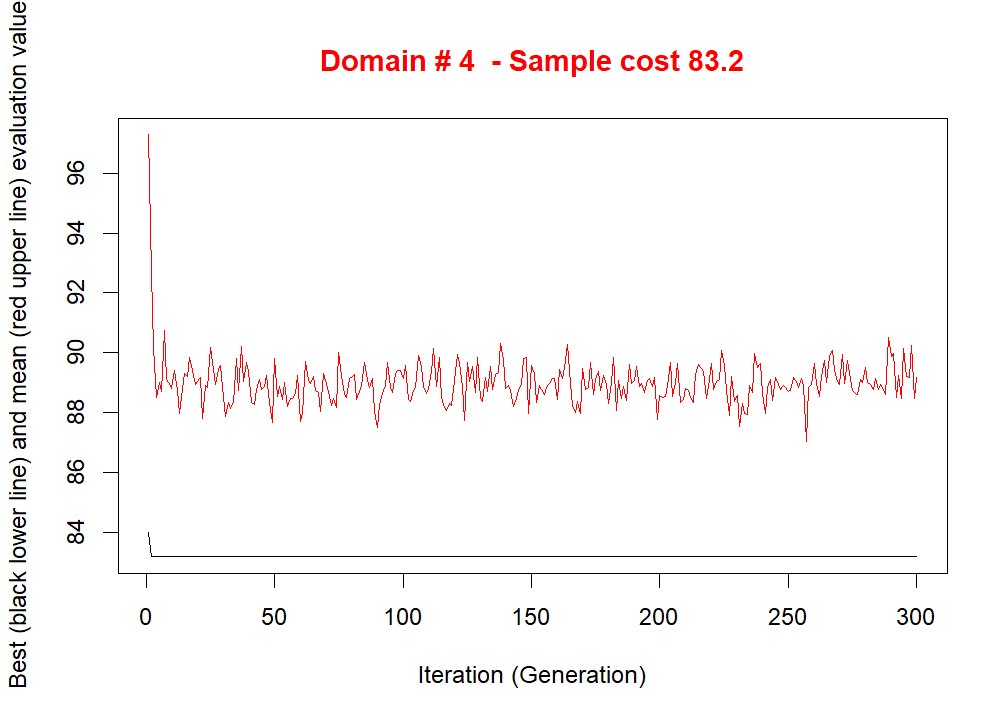 Domain # 4  - Sample cost 83.2
Best (black lower line) and mean (red upper line) evaluation value
96
94
92
90
88
86
84
0 50 100 150 200 250 300
Iteration (Generation)